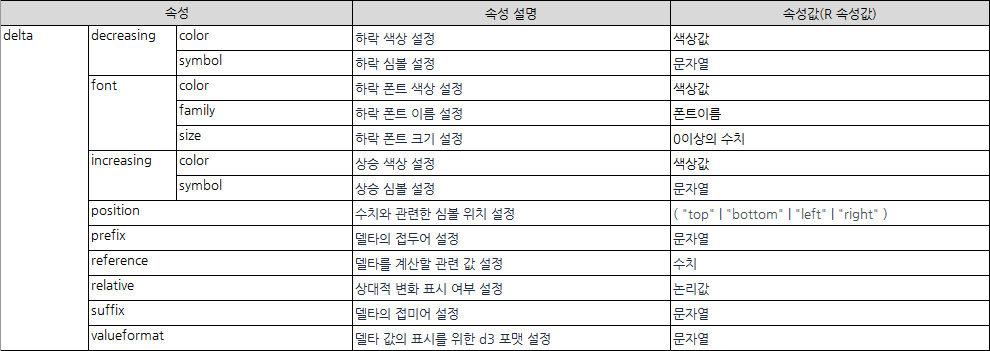 속성 속성 설명 속성값(R 속성값)
delta decreasing color 하락 색상 설정 색상값
symbol 하락 심볼 설정 문자열
font color 하락 폰트 색상 설정 색상값
family 하락 폰트 이름 설정 폰트이름
size 하락 폰트 크기 설정 0이상의 수치
increasing color 상승 색상 설정 색상값
symbol 상승 심볼 설정 문자열
position 수치와 관련한 심볼 위치 설정 ( "top" | "bottom" | "left" | "right" )
prefix 델타의 접두어 설정 문자열
reference 델타를 계산할 관련 값 설정 수치
relative 상대적 변화 표시 여부 설정 논리값
suffix 델타의 접미어 설정 문자열
valueformat 델타 값의 표시를 위한 d3 포맷 설정 문자열